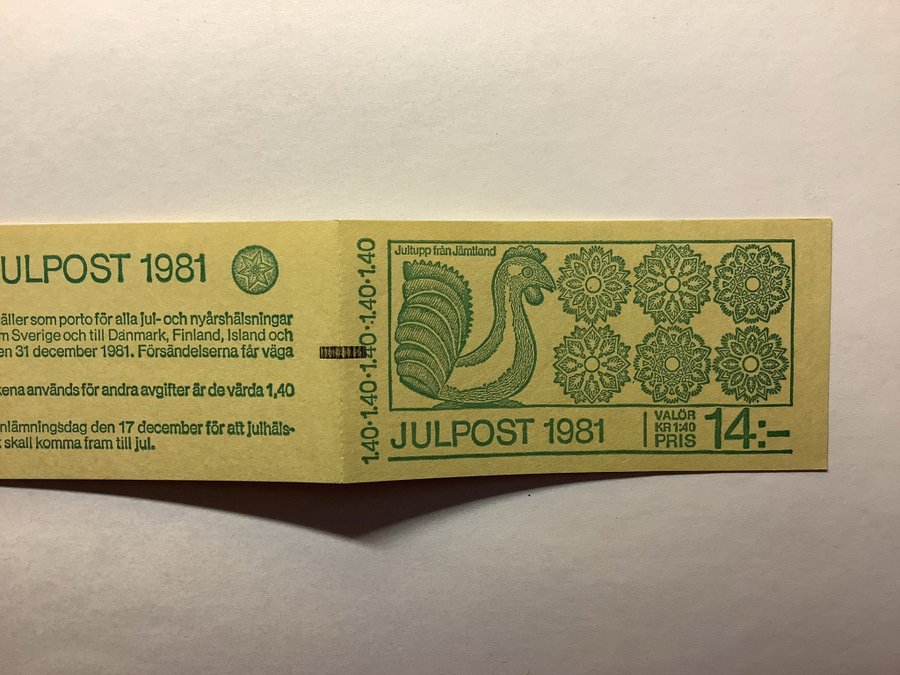 ULPOST 1981
äller som porto för alla jul- och nyårshälsningar
m Sverige och till Danmark, Finland, Island och
en 31 december 1981. Försändelserna får väga
kena används för andra avgifter är de värda 1,40
nlämningsdag den 17 december för att julhäls-
skall komma fram till jul.
1.40·1.40·1.40·1.40·1.40
Jultupp från Jämtland
JULPOST 1981
VALÖR
KR 1:40
PRIS 14:-